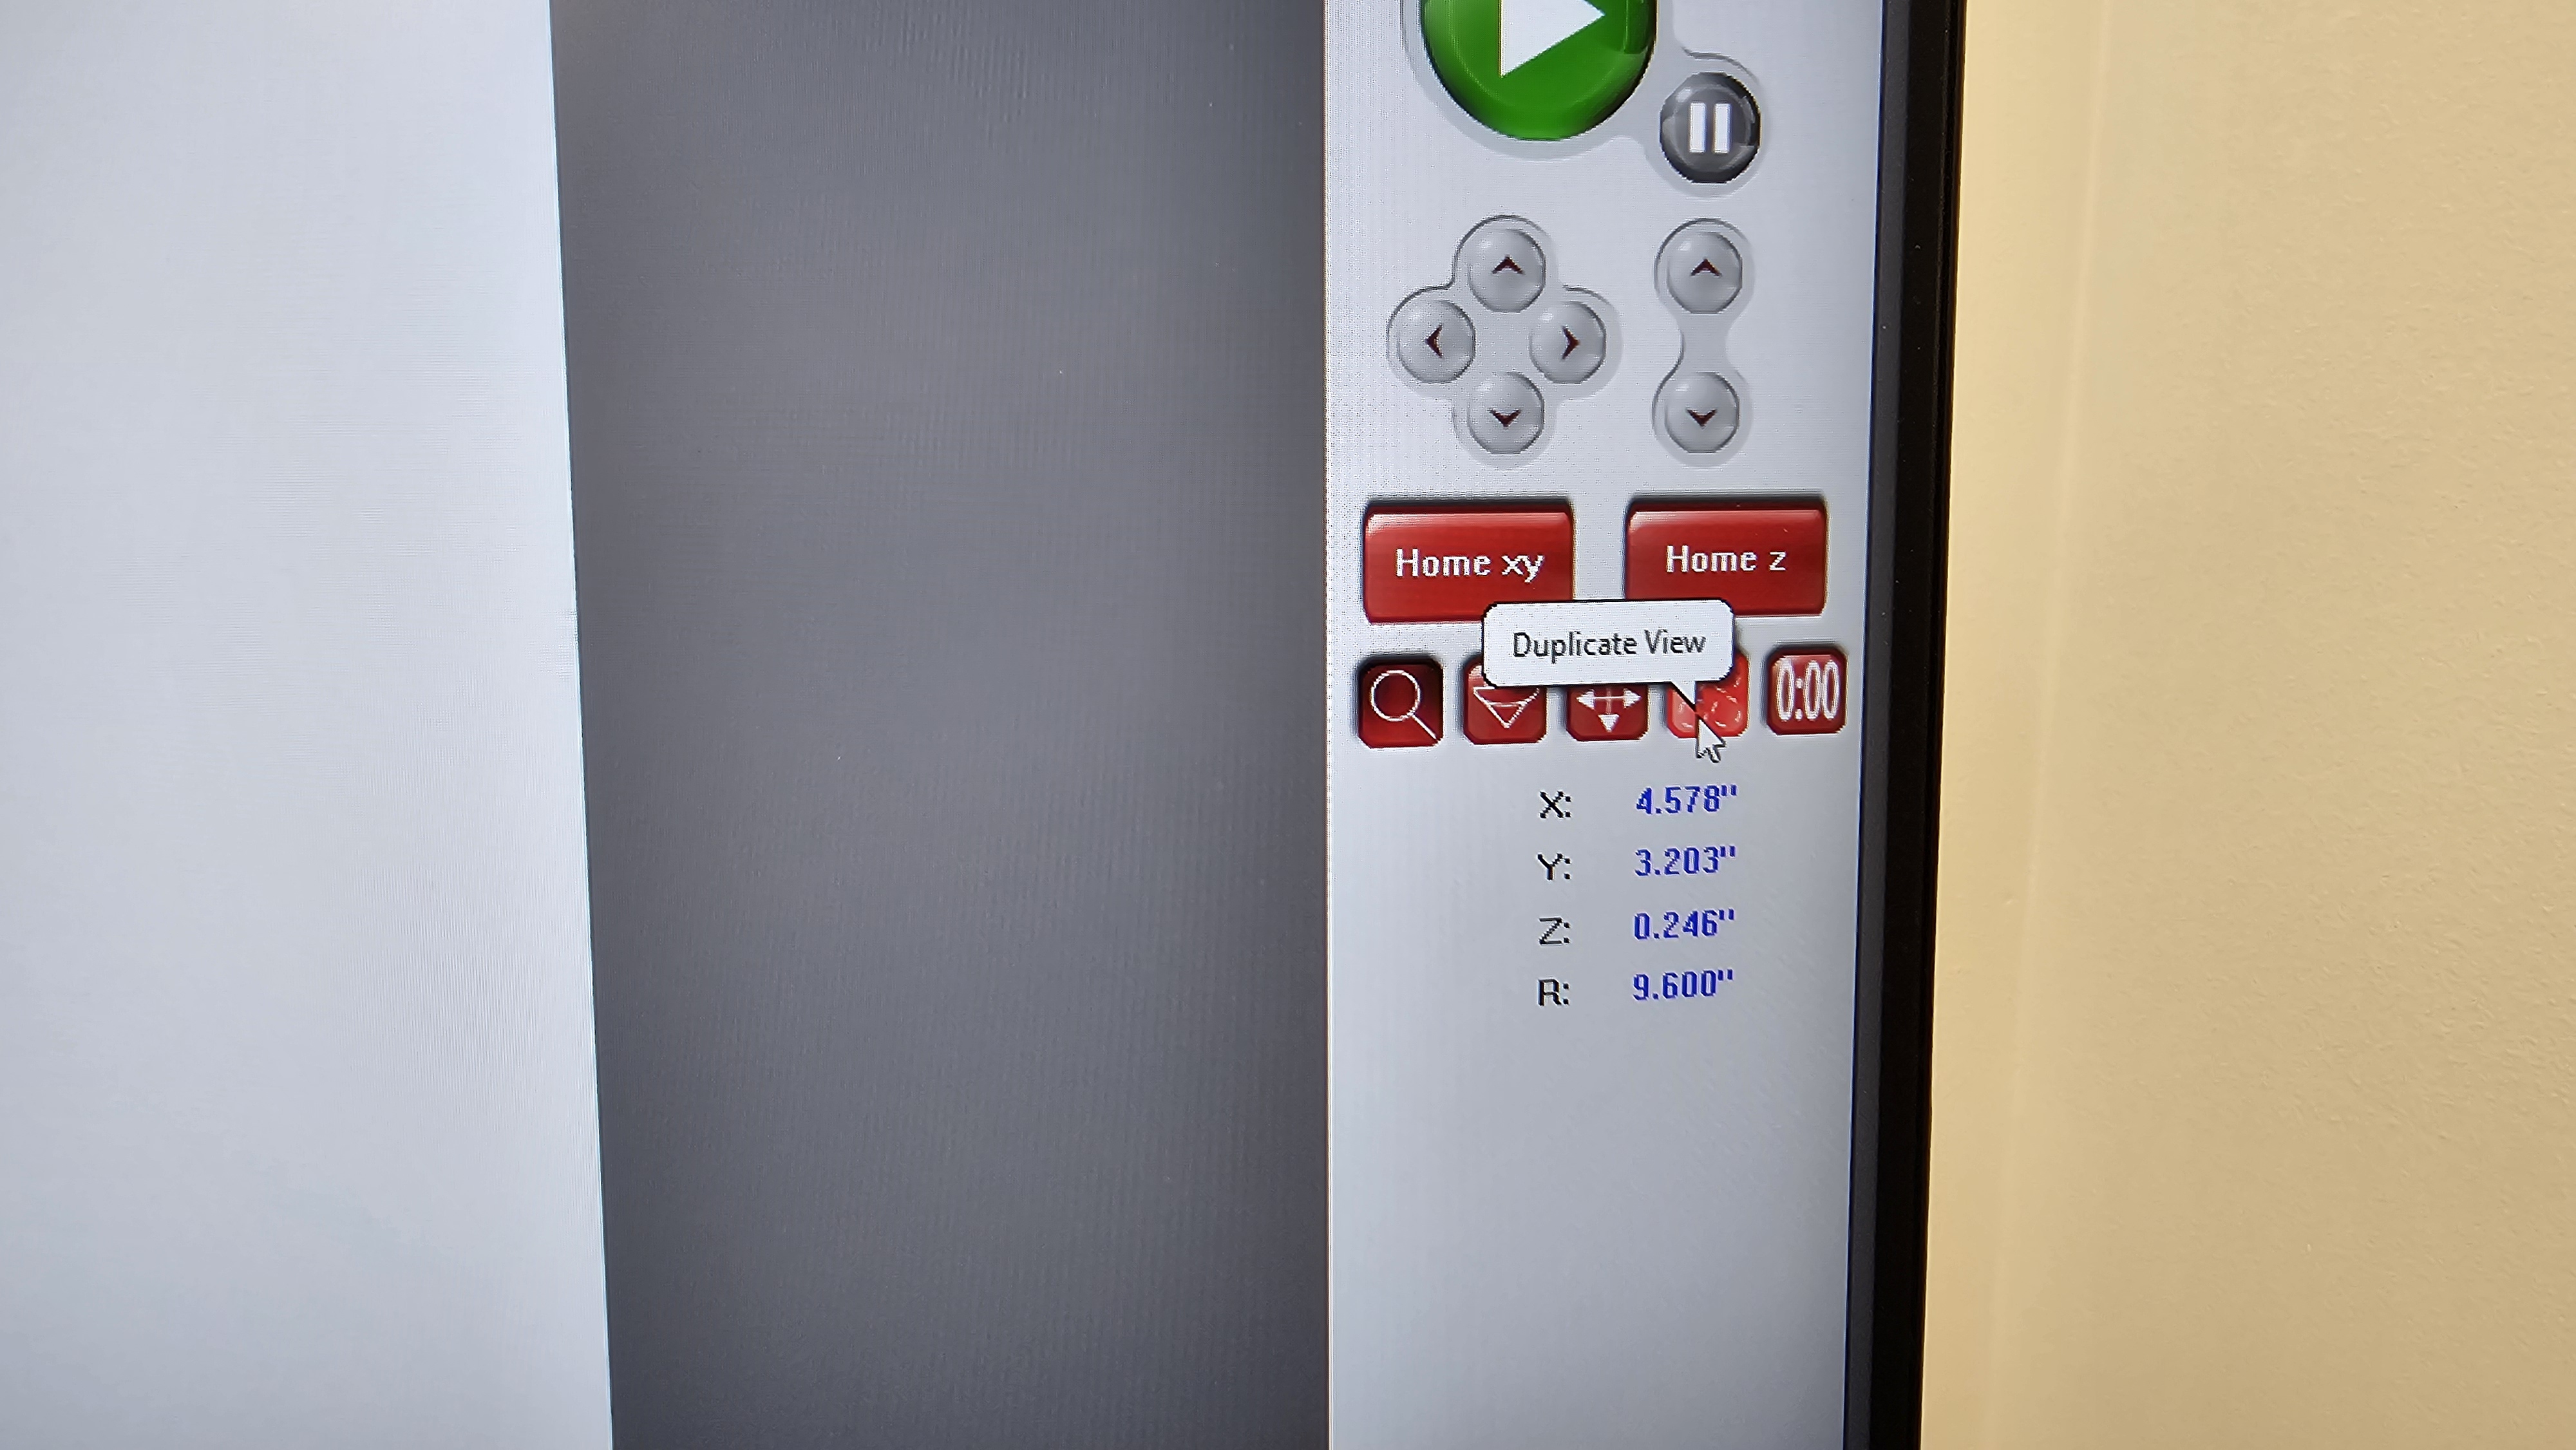 Home xy
Home z
Duplicate View
0:00
X: 4.578"
Y: 3.203"
Z: 0.246"
R: 9.600"